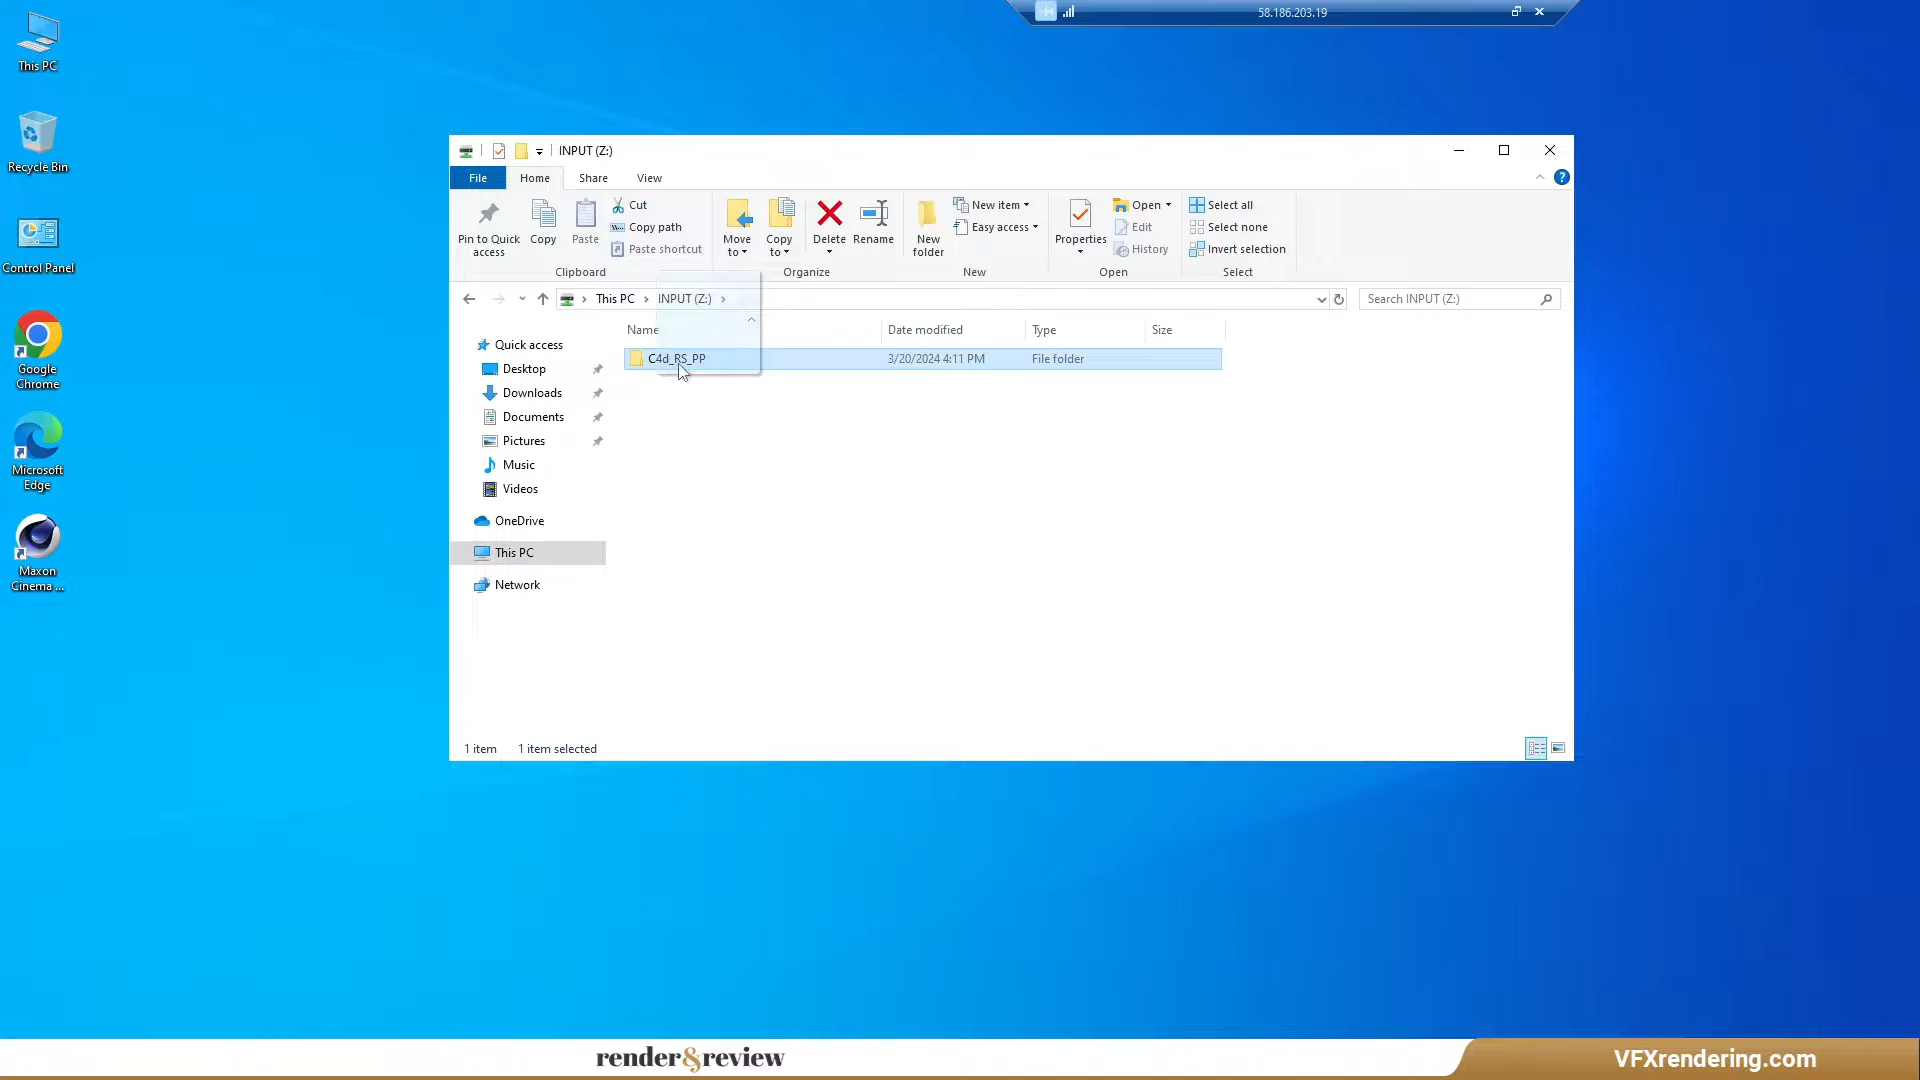 This PC
Recycle Bin
Control Panel
Google
Chrome
Microsoft
Edge
Maxon
Cinema ...
58.186.203.19
INPUT (Z:)
File
Home
Share
View
Pin to Quick
access
Copy
Paste
Cut
Copy path
Paste shortcut
Clipboard
Move
to
Copy
to
Delete
Rename
Organize
New
folder
New item
Easy access
New
Properties
Open
Edit
History
Open
Select all
Select none
Invert selection
Select
This PC
INPUT (Z:)
Search INPUT (Z:)
Name
Date modified
Type
Size
C4d_RS_PP
3/20/2024 4:11 PM
File folder
Quick access
Desktop
Downloads
Documents
Pictures
Music
Videos
OneDrive
This PC
Network
1 item
1 item selected
render&review
VFXrendering.com